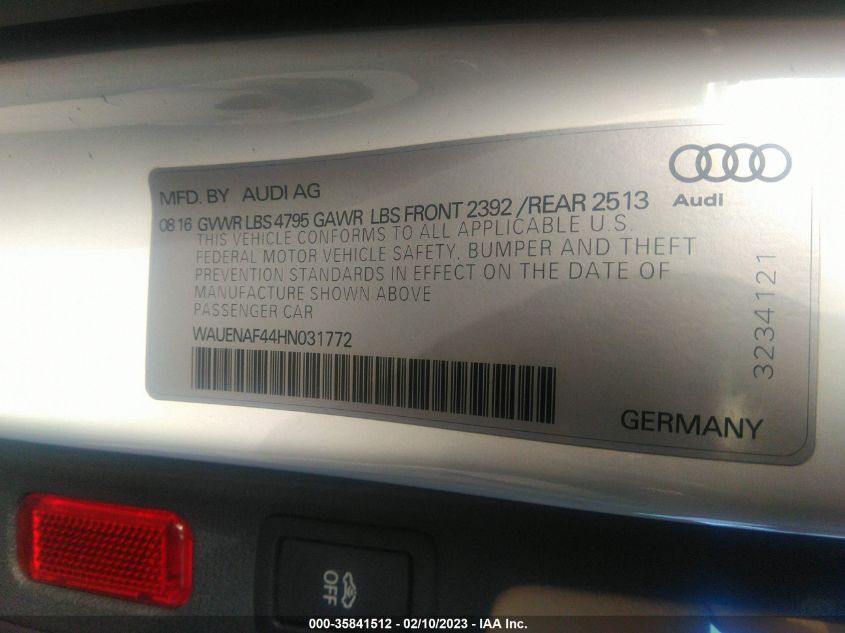 MFD. BY AUDI AG
Audi
08 16 GVWR LBS 4795 GAWR LBS FRONT 2392 /REAR 2513
THIS VEHICLE CONFORMS TO ALL APPLICABLE U.S.
FEDERAL MOTOR VEHICLE SAFETY, BUMPER AND THEFT
PREVENTION STANDARDS IN EFFECT ON THE DATE OF
MANUFACTURE SHOWN ABOVE
PASSENGER CAR
WAUENAF44HN031772
3234121
GERMANY
OFF
000-35841512 - 02/10/2023 - IAA Inc.